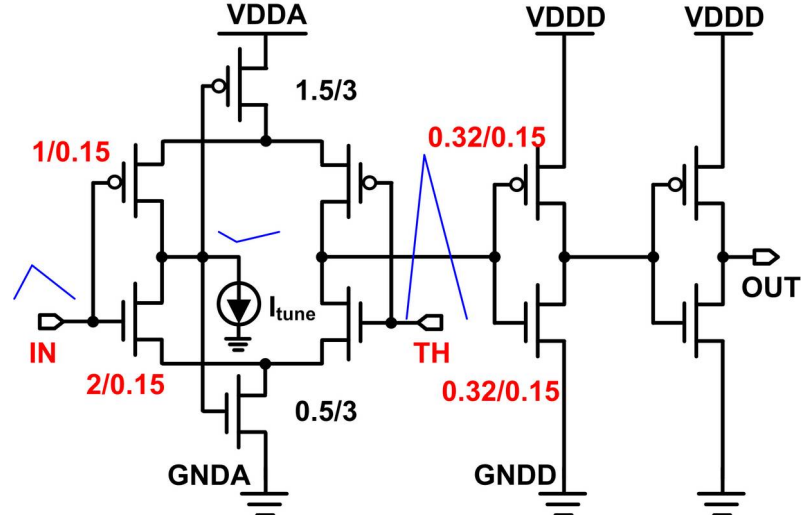 VDDA
VDDD
VDDD
1.5/3
1/0.15
0.32/0.15
Itune
OUT
IN
TH
2/0.15
0.5/3
0.32/0.15
GNDA
GNDD